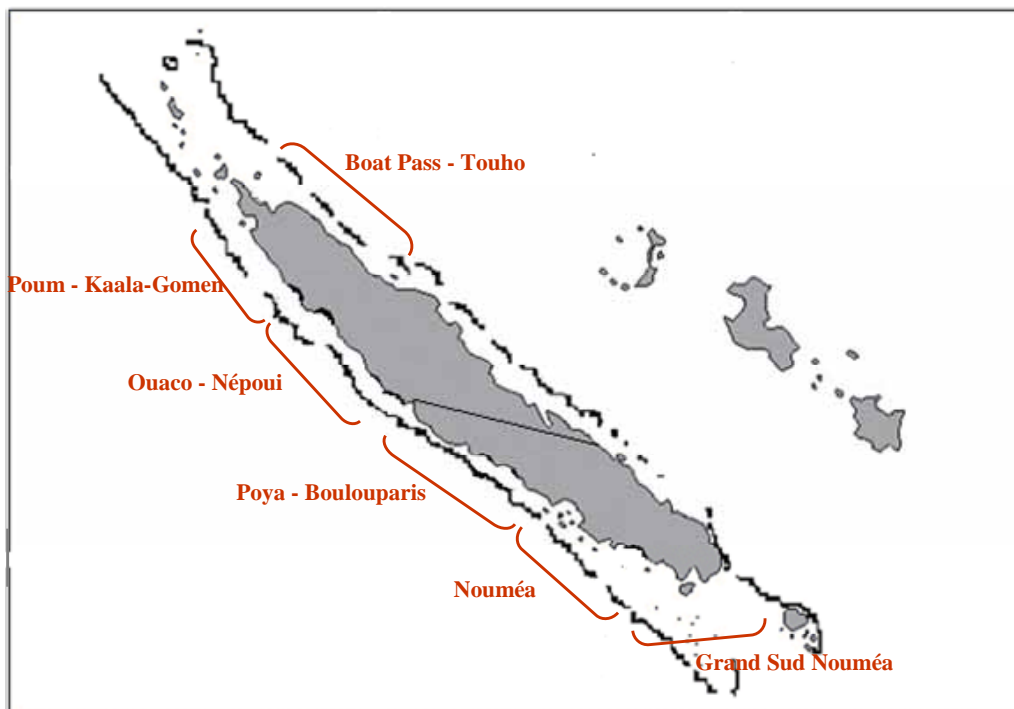 Boat Pass - Touho
Poum - Kaala-Gomen
Ouaco - Népoui
Poya - Boulouparis
Nouméa
Grand Sud Nouméa